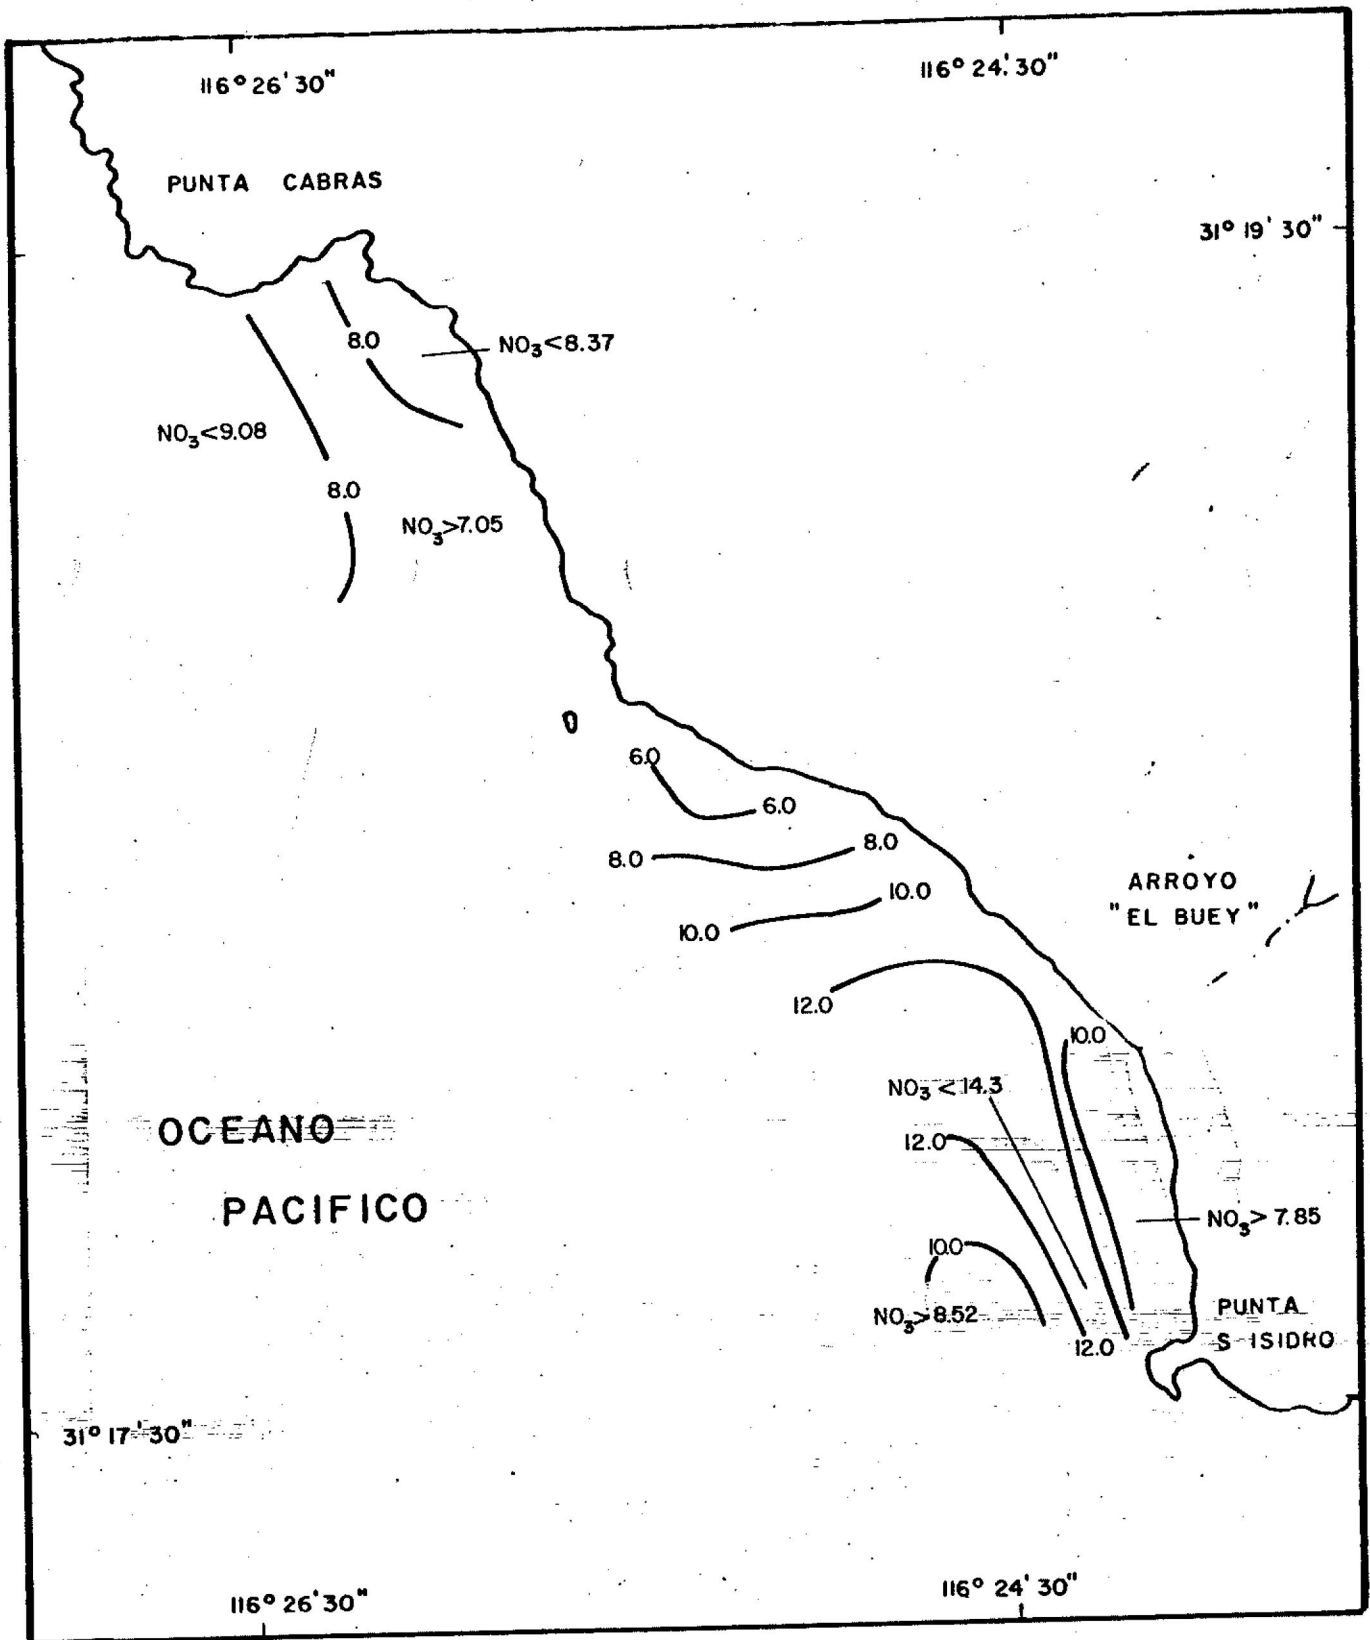 116° 26' 30"
116° 24' 30"
PUNTA CABRAS
31° 19' 30"
8.0
NO3<8.37
NO3<9.08
8.0
NO3>7.05
6.0
6.0
8.0
8.0
10.0
10.0
ARROYO
"EL BUEY"
12.0
10.0
NO3<14.3
12.0
OCEANO
PACIFICO
NO3>7.85
10.0
NO3>8.52
PUNTA
S ISIDRO
12.0
31° 17' 30"
116° 26' 30"
116° 24' 30"